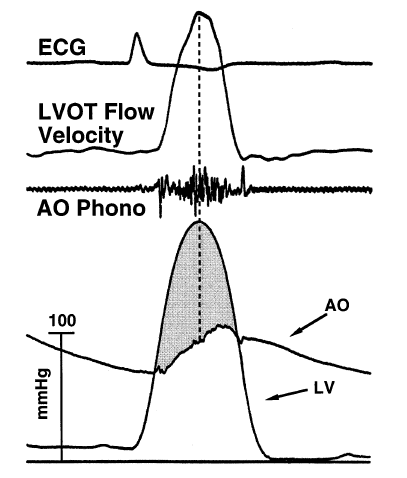 ECG
LVOT Flow
Velocity
AO Phono
100
AO
mmHg
LV